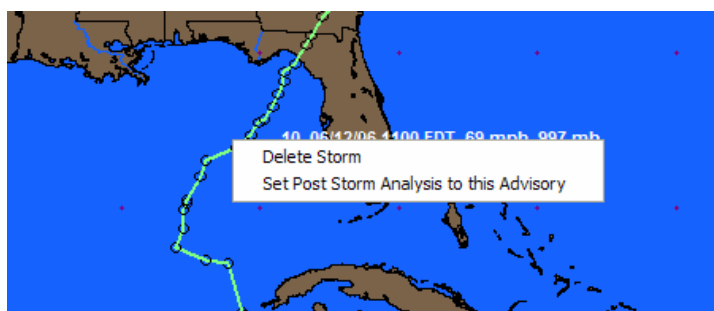 10, 06/12/06 1100 EDT, 69 mph, 997 mb
Delete Storm
Set Post Storm Analysis to this Advisory